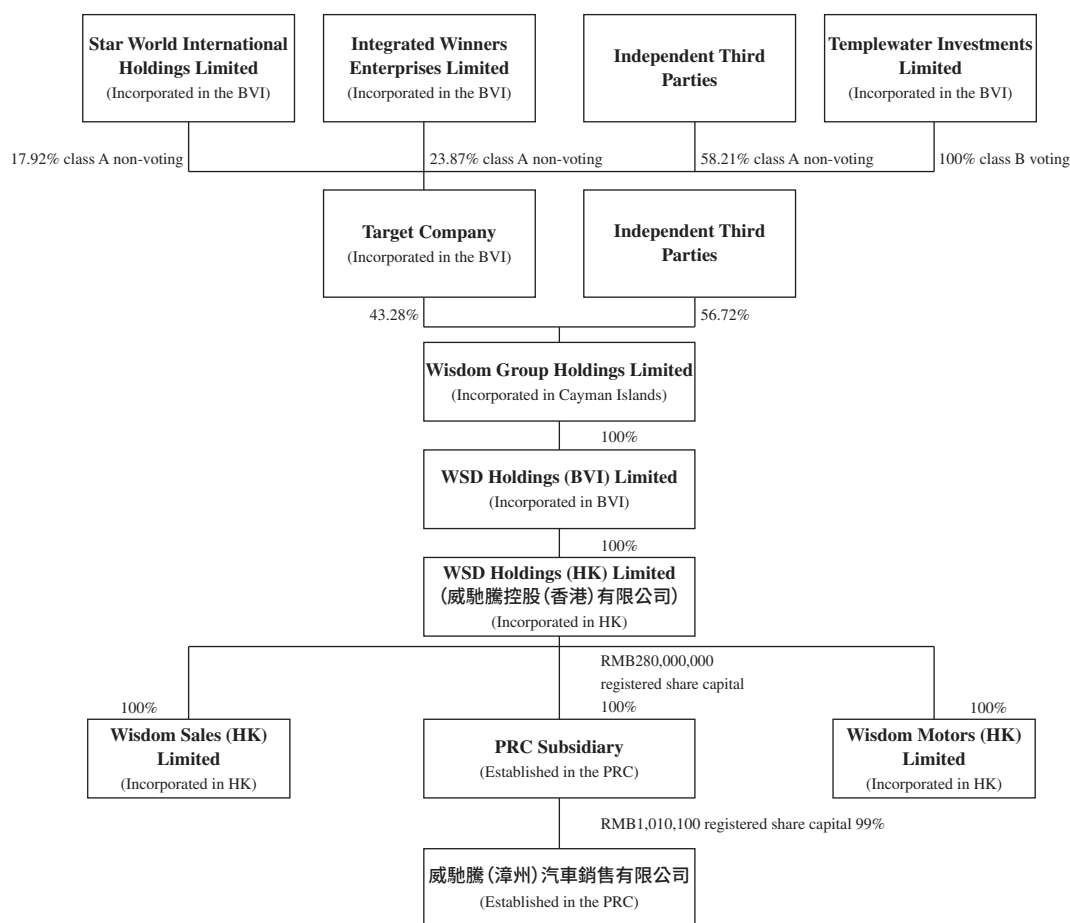 Star World International
Holdings Limited
(Incorporated in the BVI)
Integrated Winners
Enterprises Limited
(Incorporated in the BVI)
Independent Third
Parties
Templewater Investments
Limited
(Incorporated in the BVI)
17.92% class A non-voting
23.87% class A non-voting
58.21% class A non-voting
100% class B voting
Target Company
(Incorporated in the BVI)
Independent Third
Parties
43.28%
56.72%
Wisdom Group Holdings Limited
(Incorporated in Cayman Islands)
100%
WSD Holdings (BVI) Limited
(Incorporated in BVI)
100%
WSD Holdings (HK) Limited
（威馳騰控股（香港）有限公司）
(Incorporated in HK)
RMB280,000,000
registered share capital
100%
100%
100%
Wisdom Sales (HK)
Limited
(Incorporated in HK)
PRC Subsidiary
(Established in the PRC)
Wisdom Motors (HK)
Limited
(Incorporated in HK)
RMB1,010,100 registered share capital 99%
威馳騰（漳州）汽車銷售有限公司
(Established in the PRC)